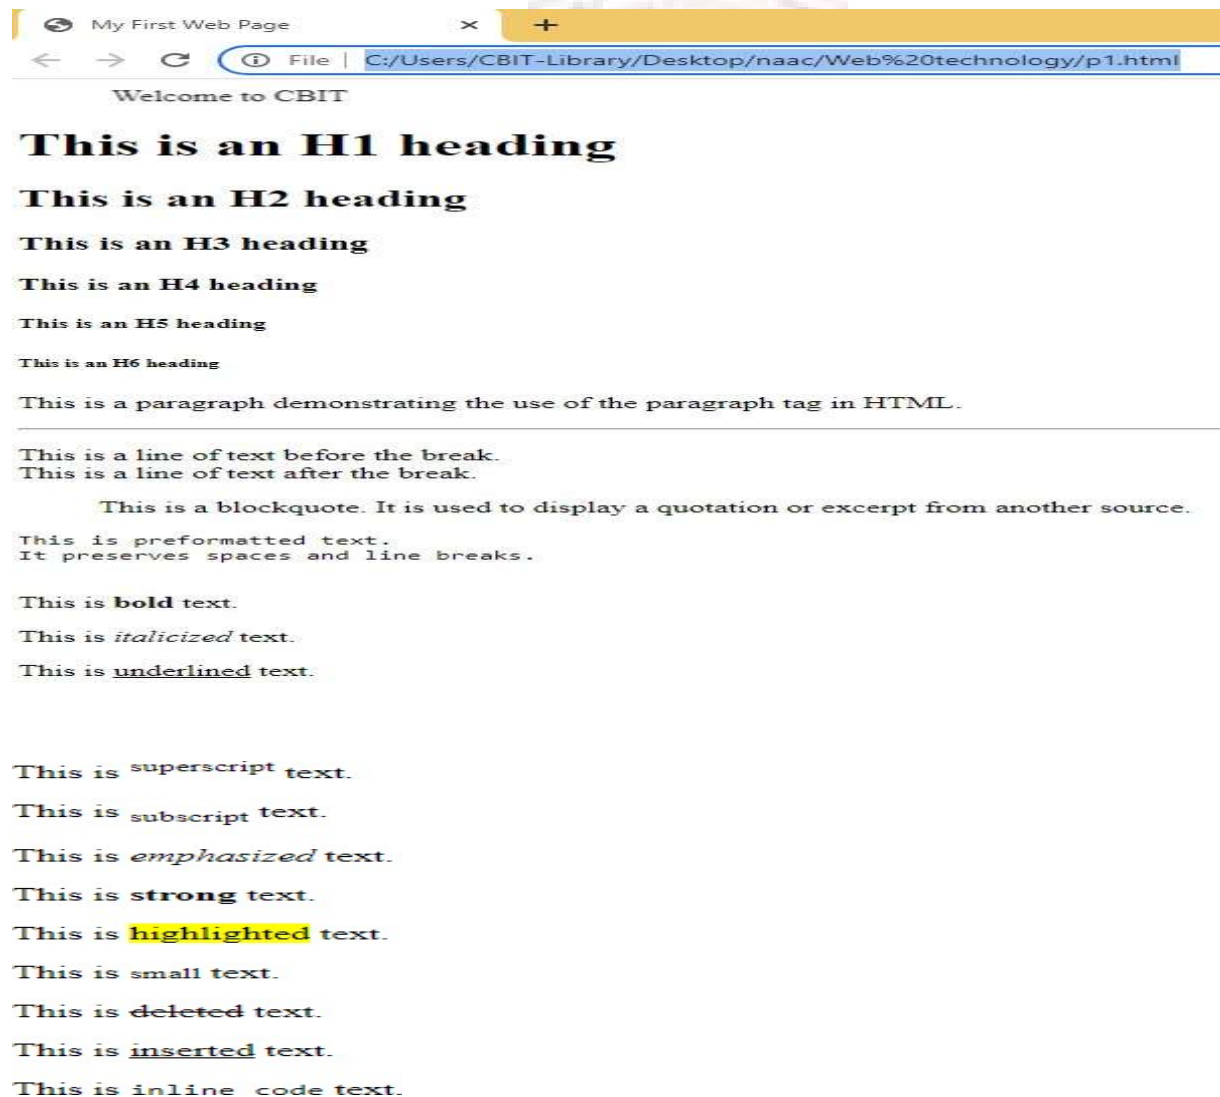 My First Web Page
File | C:/Users/CBIT-Library/Desktop/naac/Web%20technology/p1.html
Welcome to CBIT
This is an H1 heading
This is an H2 heading
This is an H3 heading
This is an H4 heading
This is an H5 heading
This is an H6 heading
This is a paragraph demonstrating the use of the paragraph tag in HTML.
This is a line of text before the break.
This is a line of text after the break.
This is a blockquote. It is used to display a quotation or excerpt from another source.
This is preformatted text.
It preserves spaces and line breaks.
This is bold text.
This is italicized text.
This is underlined text.
This is superscript text.
This is subscript text.
This is emphasized text.
This is strong text.
This is highlighted text.
This is small text.
This is deleted text.
This is inserted text.
This is inline code text.